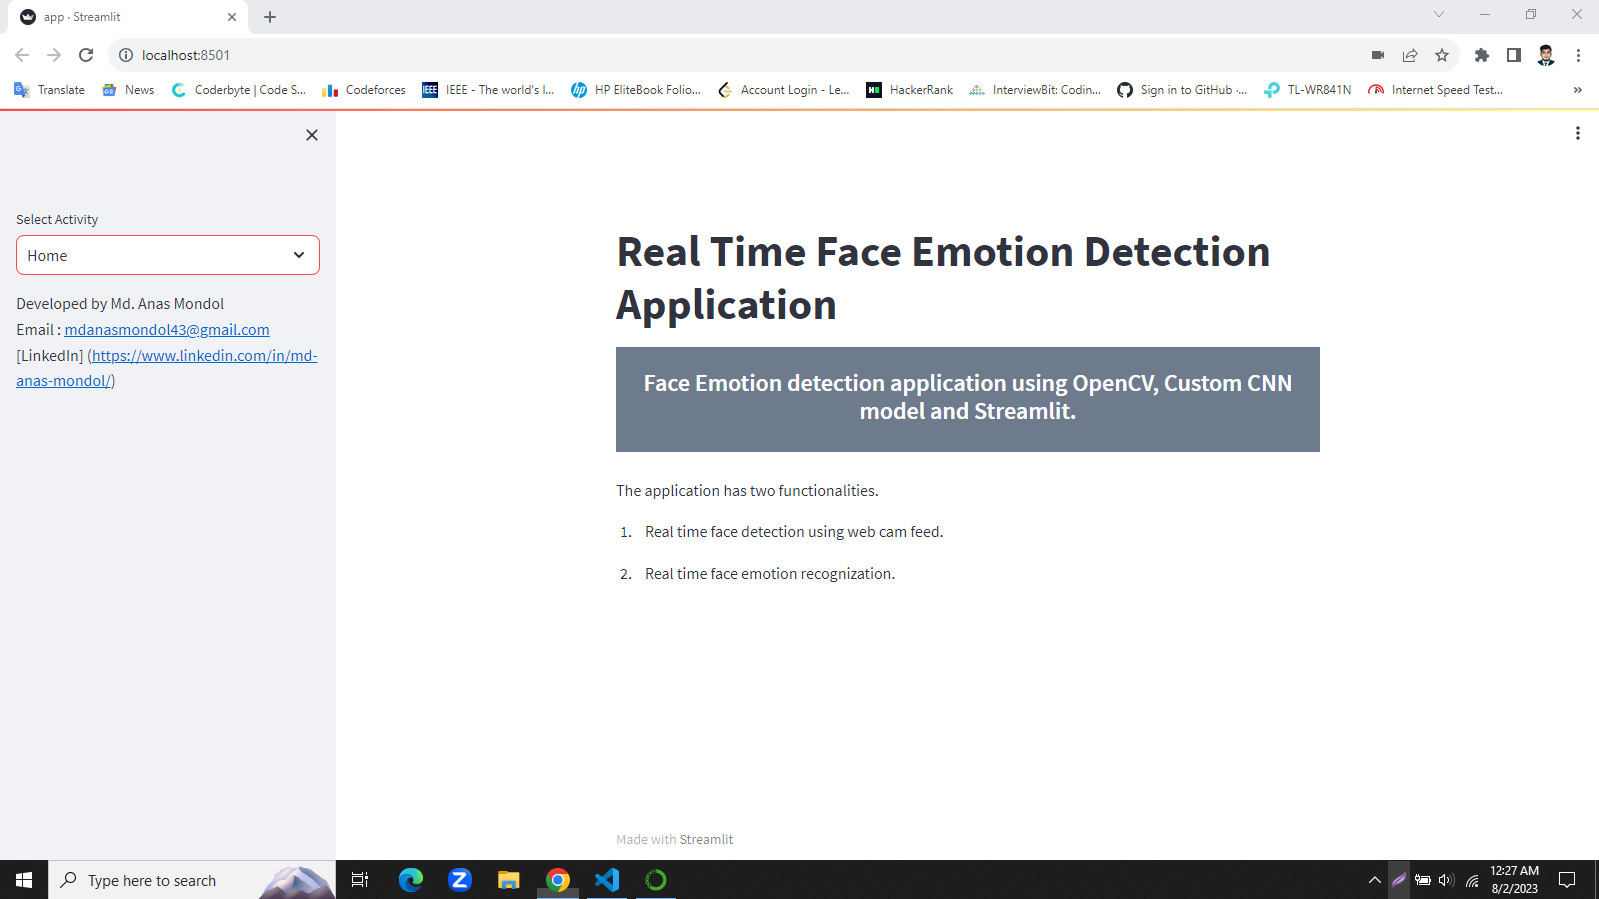 app · Streamlit
localhost:8501
Translate
News
Coderbyte | Code S...
Codeforces
IEEE
IEEE - The world's l...
hp
HP EliteBook Folio...
Account Login - Le...
HackerRank
InterviewBit: Codin...
Sign in to GitHub ·...
TL-WR841N
Internet Speed Test...
Select Activity
Home
Developed by Md. Anas Mondol
Email : mdanasmondol43@gmail.com
[LinkedIn] (https://www.linkedin.com/in/md-
anas-mondol/)
Real Time Face Emotion Detection
Application
Face Emotion detection application using OpenCV, Custom CNN
model and Streamlit.
The application has two functionalities.
1. Real time face detection using web cam feed.
2. Real time face emotion recognization.
Made with Streamlit
Type here to search
Z
12:27 AM
8/2/2023